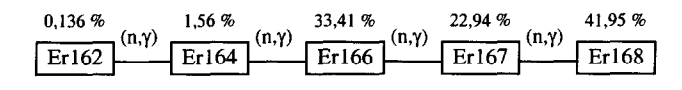 0,136 % 1,56 % 33,41 % 22,94 % 41,95 %
(n,γ) (n,γ) (n,γ) (n,γ)
Er162 Er164 Er166 Er167 Er168